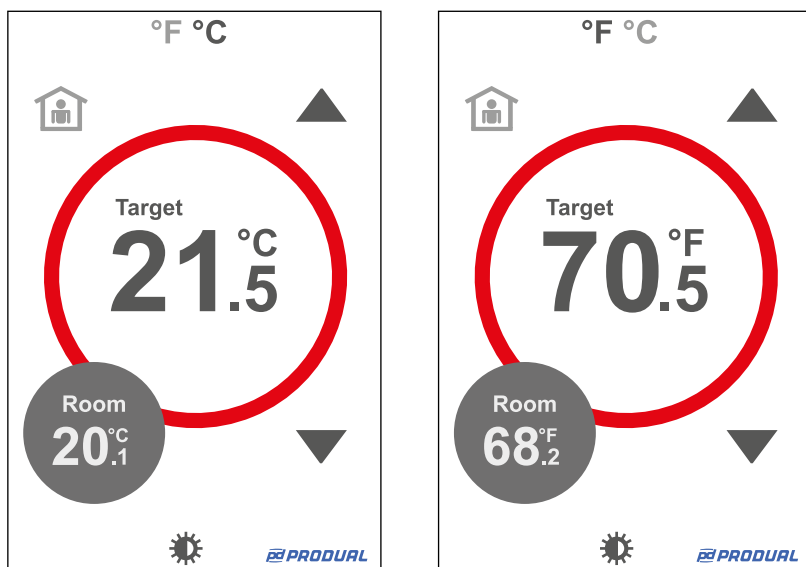 °F °C
Target
21.5 °C
Room
20.1 °C
PRODUAL
°F °C
Target
70.5 °F
Room
68.2 °F
PRODUAL